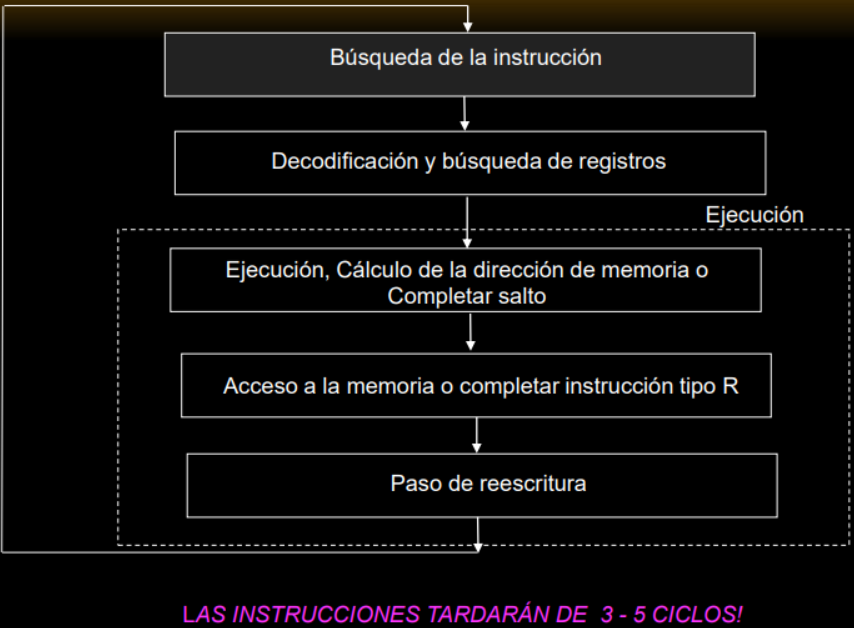 Búsqueda de la instrucción
Decodificación y búsqueda de registros
Ejecución
Ejecución, Cálculo de la dirección de memoria o
Completar salto
Acceso a la memoria o completar instrucción tipo R
Paso de reescritura
LAS INSTRUCCIONES TARDARÁN DE 3 - 5 CICLOS!